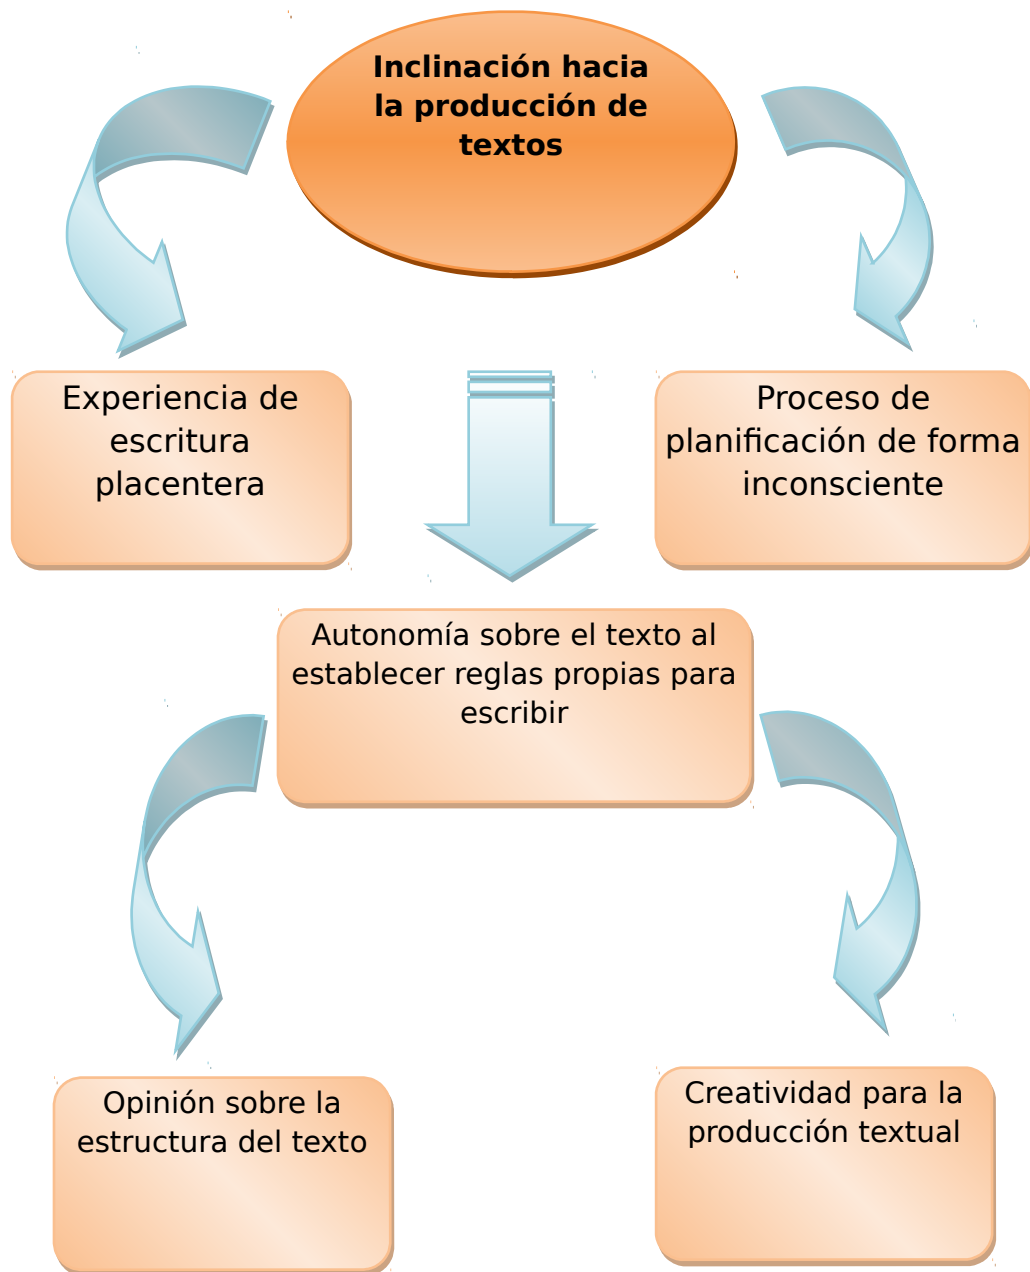 Inclinación hacia
la producción de
textos
Experiencia de
escritura
placentera
Proceso de
planificación de forma
inconsciente
Autonomía sobre el texto al
establecer reglas propias para
escribir
Opinión sobre la
estructura del texto
Creatividad para la
producción textual